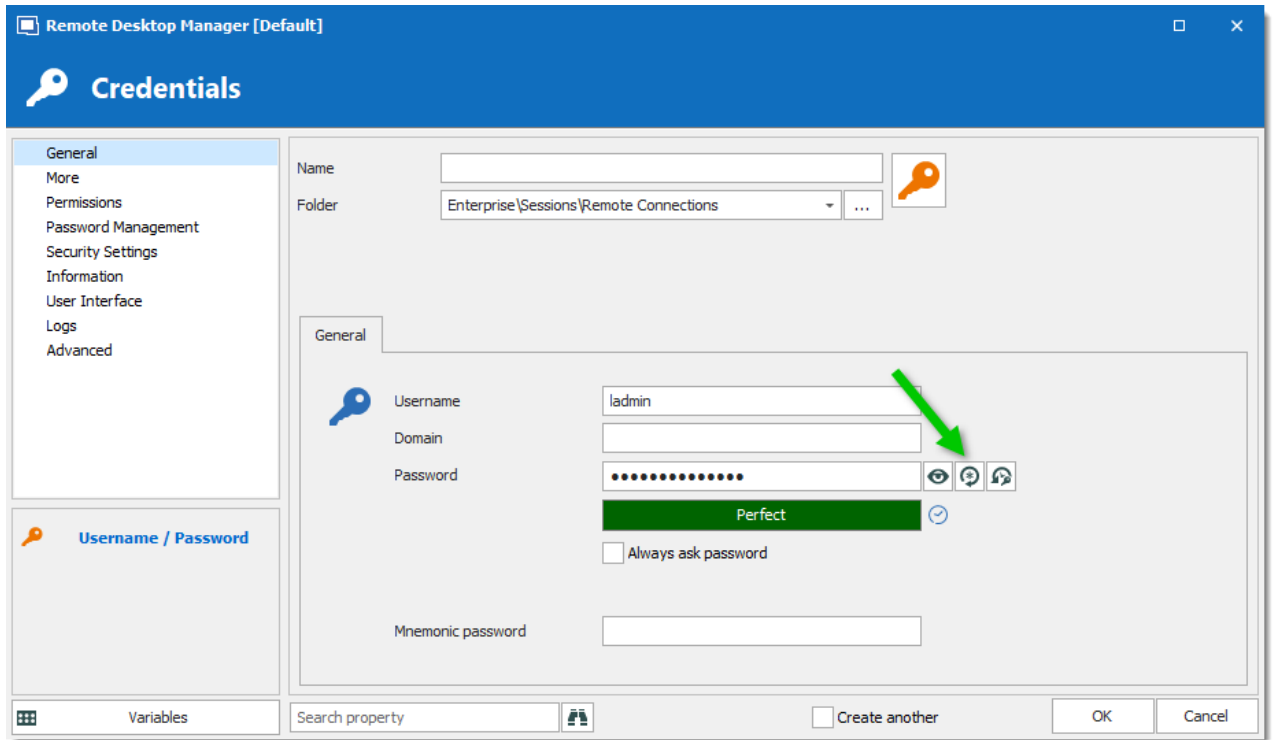 Remote Desktop Manager [Default]
Credentials
General
More
Permissions
Password Management
Security Settings
Information
User Interface
Logs
Advanced
Username / Password
Variables
Name
Folder
Enterprise\Sessions\Remote Connections
...
General
Username
ladmin
Domain
Password
••••••••••••••
Perfect
Always ask password
Mnemonic password
Search property
Create another
OK
Cancel